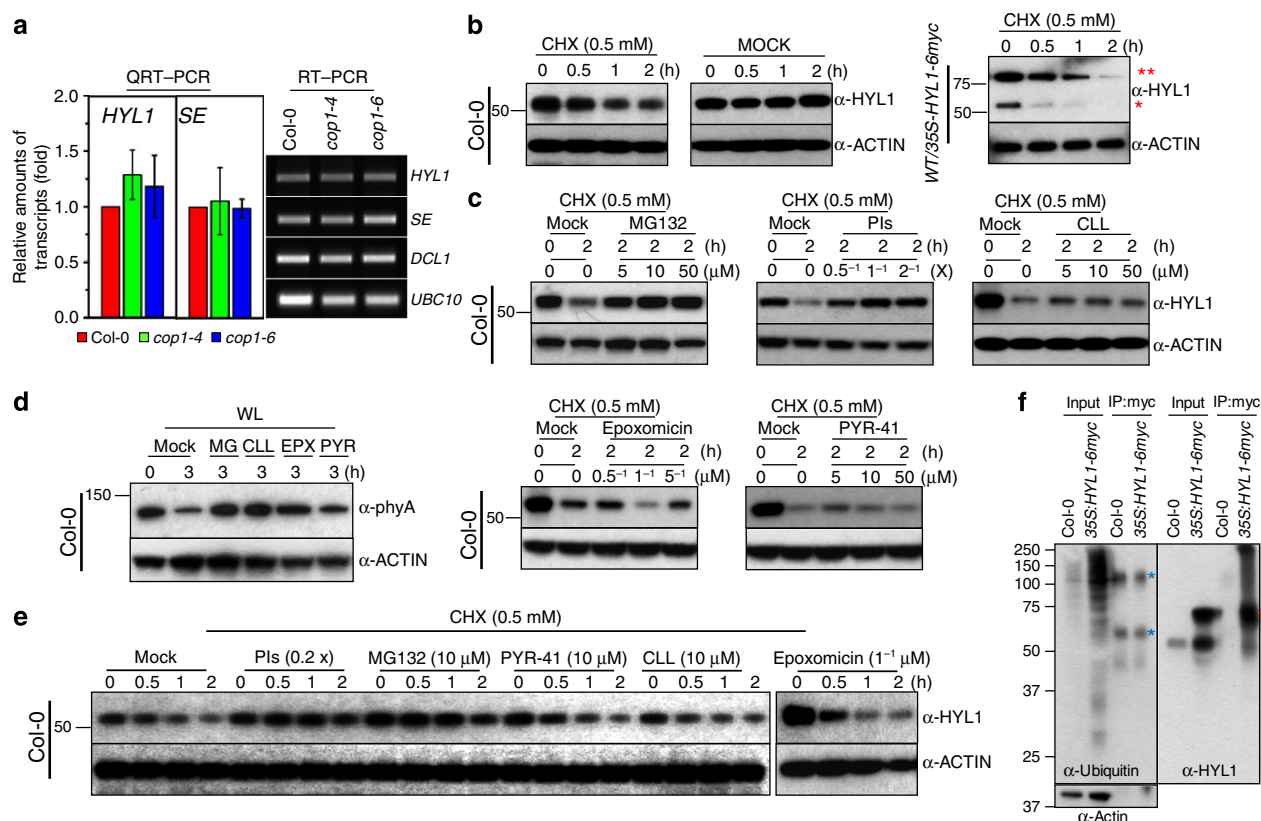 a
QRT–PCR
RT–PCR
Relative amounts of
transcripts (fold)
2.0
1.5
1.0
0.5
0.0
HYL1
SE
Col-0
cop1-4
cop1-6
HYL1
SE
DCL1
UBC10
Col-0 cop1-4 cop1-6
b
CHX (0.5 mM)
MOCK
0 0.5 1 2 (h)
0 0.5 1 2 (h)
Col-0
50
α-HYL1
α-ACTIN
WT/35S-HYL1-6myc
CHX (0.5 mM)
0 0.5 1 2 (h)
75
50
**
α-HYL1
*
α-ACTIN
c
CHX (0.5 mM)
Mock MG132
0 2 2 2 2 (h)
0 0 5 10 50 (μM)
Col-0
50
CHX (0.5 mM)
Mock PIs
0 2 2 2 2 (h)
0 0 0.5⁻¹ 1⁻¹ 2⁻¹ (X)
CHX (0.5 mM)
Mock CLL
0 2 2 2 2 (h)
0 0 5 10 50 (μM)
α-HYL1
α-ACTIN
d
WL
Mock MG CLL EPX PYR
0 3 3 3 3 3 (h)
150
Col-0
α-phyA
α-ACTIN
CHX (0.5 mM)
Mock Epoxomicin
0 2 2 2 2 (h)
0 0 0.5⁻¹ 1⁻¹ 5⁻¹ (μM)
Col-0
50
CHX (0.5 mM)
Mock PYR-41
0 2 2 2 2 (h)
0 0 5 10 50 (μM)
e
CHX (0.5 mM)
Mock PIs (0.2 x) MG132 (10 μM) PYR-41 (10 μM) CLL (10 μM) Epoxomicin (1⁻¹ μM)
0 0.5 1 2 0 0.5 1 2 0 0.5 1 2 0 0.5 1 2 0 0.5 1 2 (h) 0 0.5 1 2
Col-0
50
α-HYL1
α-ACTIN
f
Input IP:myc Input IP:myc
Col-0
35S:HYL1-6myc
Col-0
35S:HYL1-6myc
Col-0
35S:HYL1-6myc
Col-0
35S:HYL1-6myc
250
150
100
75
50
37
25
*
*
α-Ubiquitin
α-HYL1
37
α-Actin